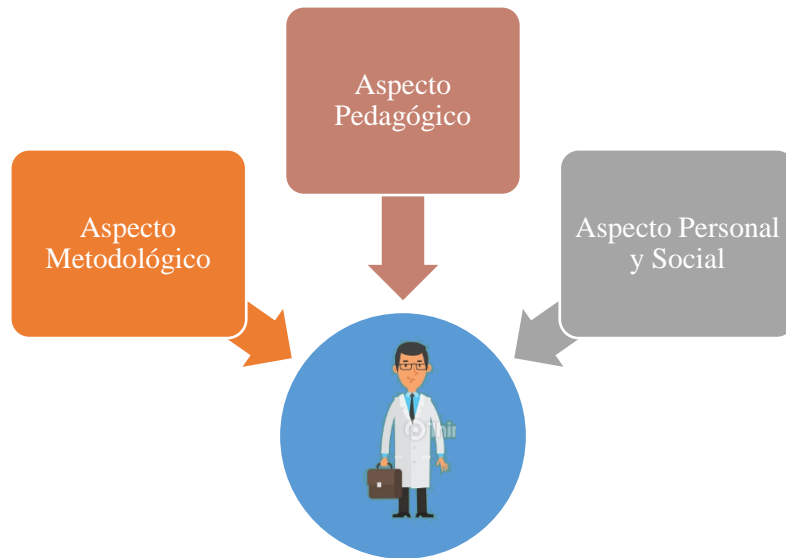 Aspecto
Pedagógico
Aspecto
Metodológico
Aspecto Personal
y Social